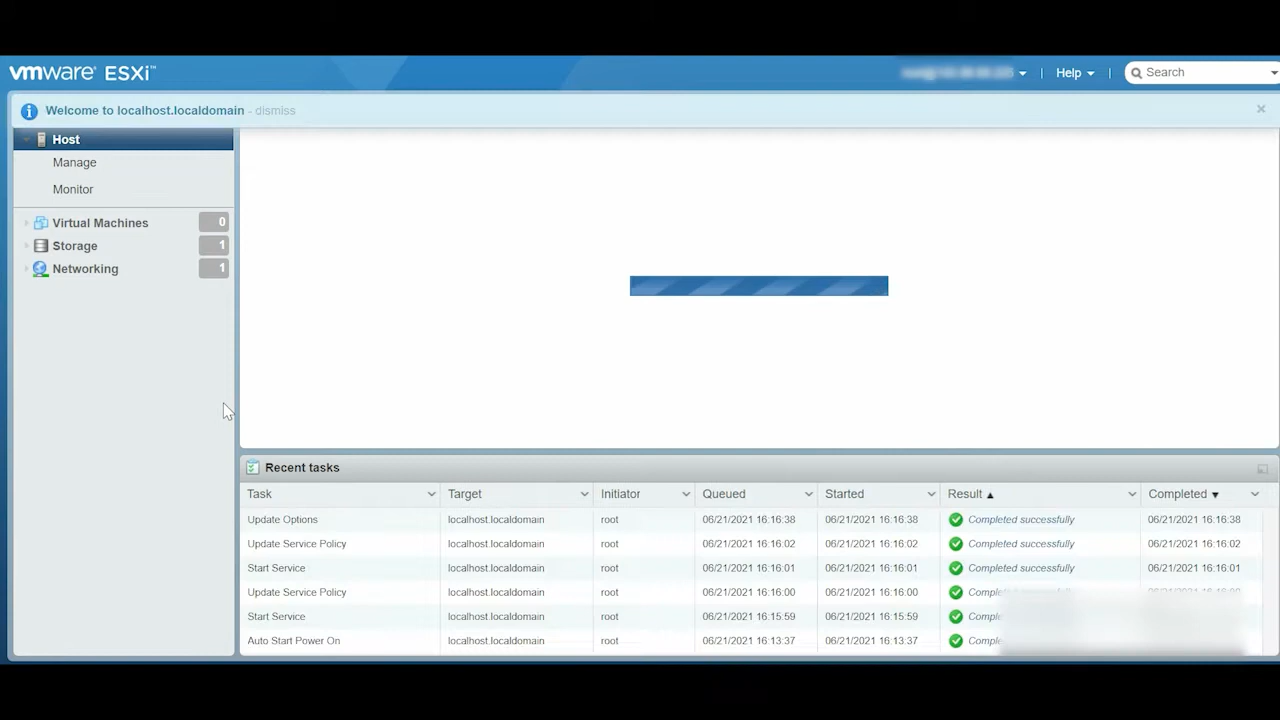 vmware ESXi™
Help
Search
Welcome to localhost.localdomain - dismiss
Host
Manage
Monitor
Virtual Machines 0
Storage 1
Networking 1
Recent tasks
Task Target Initiator Queued Started Result ▲ Completed ▼
Update Options localhost.localdomain root 06/21/2021 16:16:38 06/21/2021 16:16:38 Completed successfully 06/21/2021 16:16:38
Update Service Policy localhost.localdomain root 06/21/2021 16:16:02 06/21/2021 16:16:02 Completed successfully 06/21/2021 16:16:02
Start Service localhost.localdomain root 06/21/2021 16:16:01 06/21/2021 16:16:01 Completed successfully 06/21/2021 16:16:01
Update Service Policy localhost.localdomain root 06/21/2021 16:16:00 06/21/2021 16:16:00
Start Service localhost.localdomain root 06/21/2021 16:15:59 06/21/2021 16:15:59
Auto Start Power On localhost.localdomain root 06/21/2021 16:13:37 06/21/2021 16:13:37